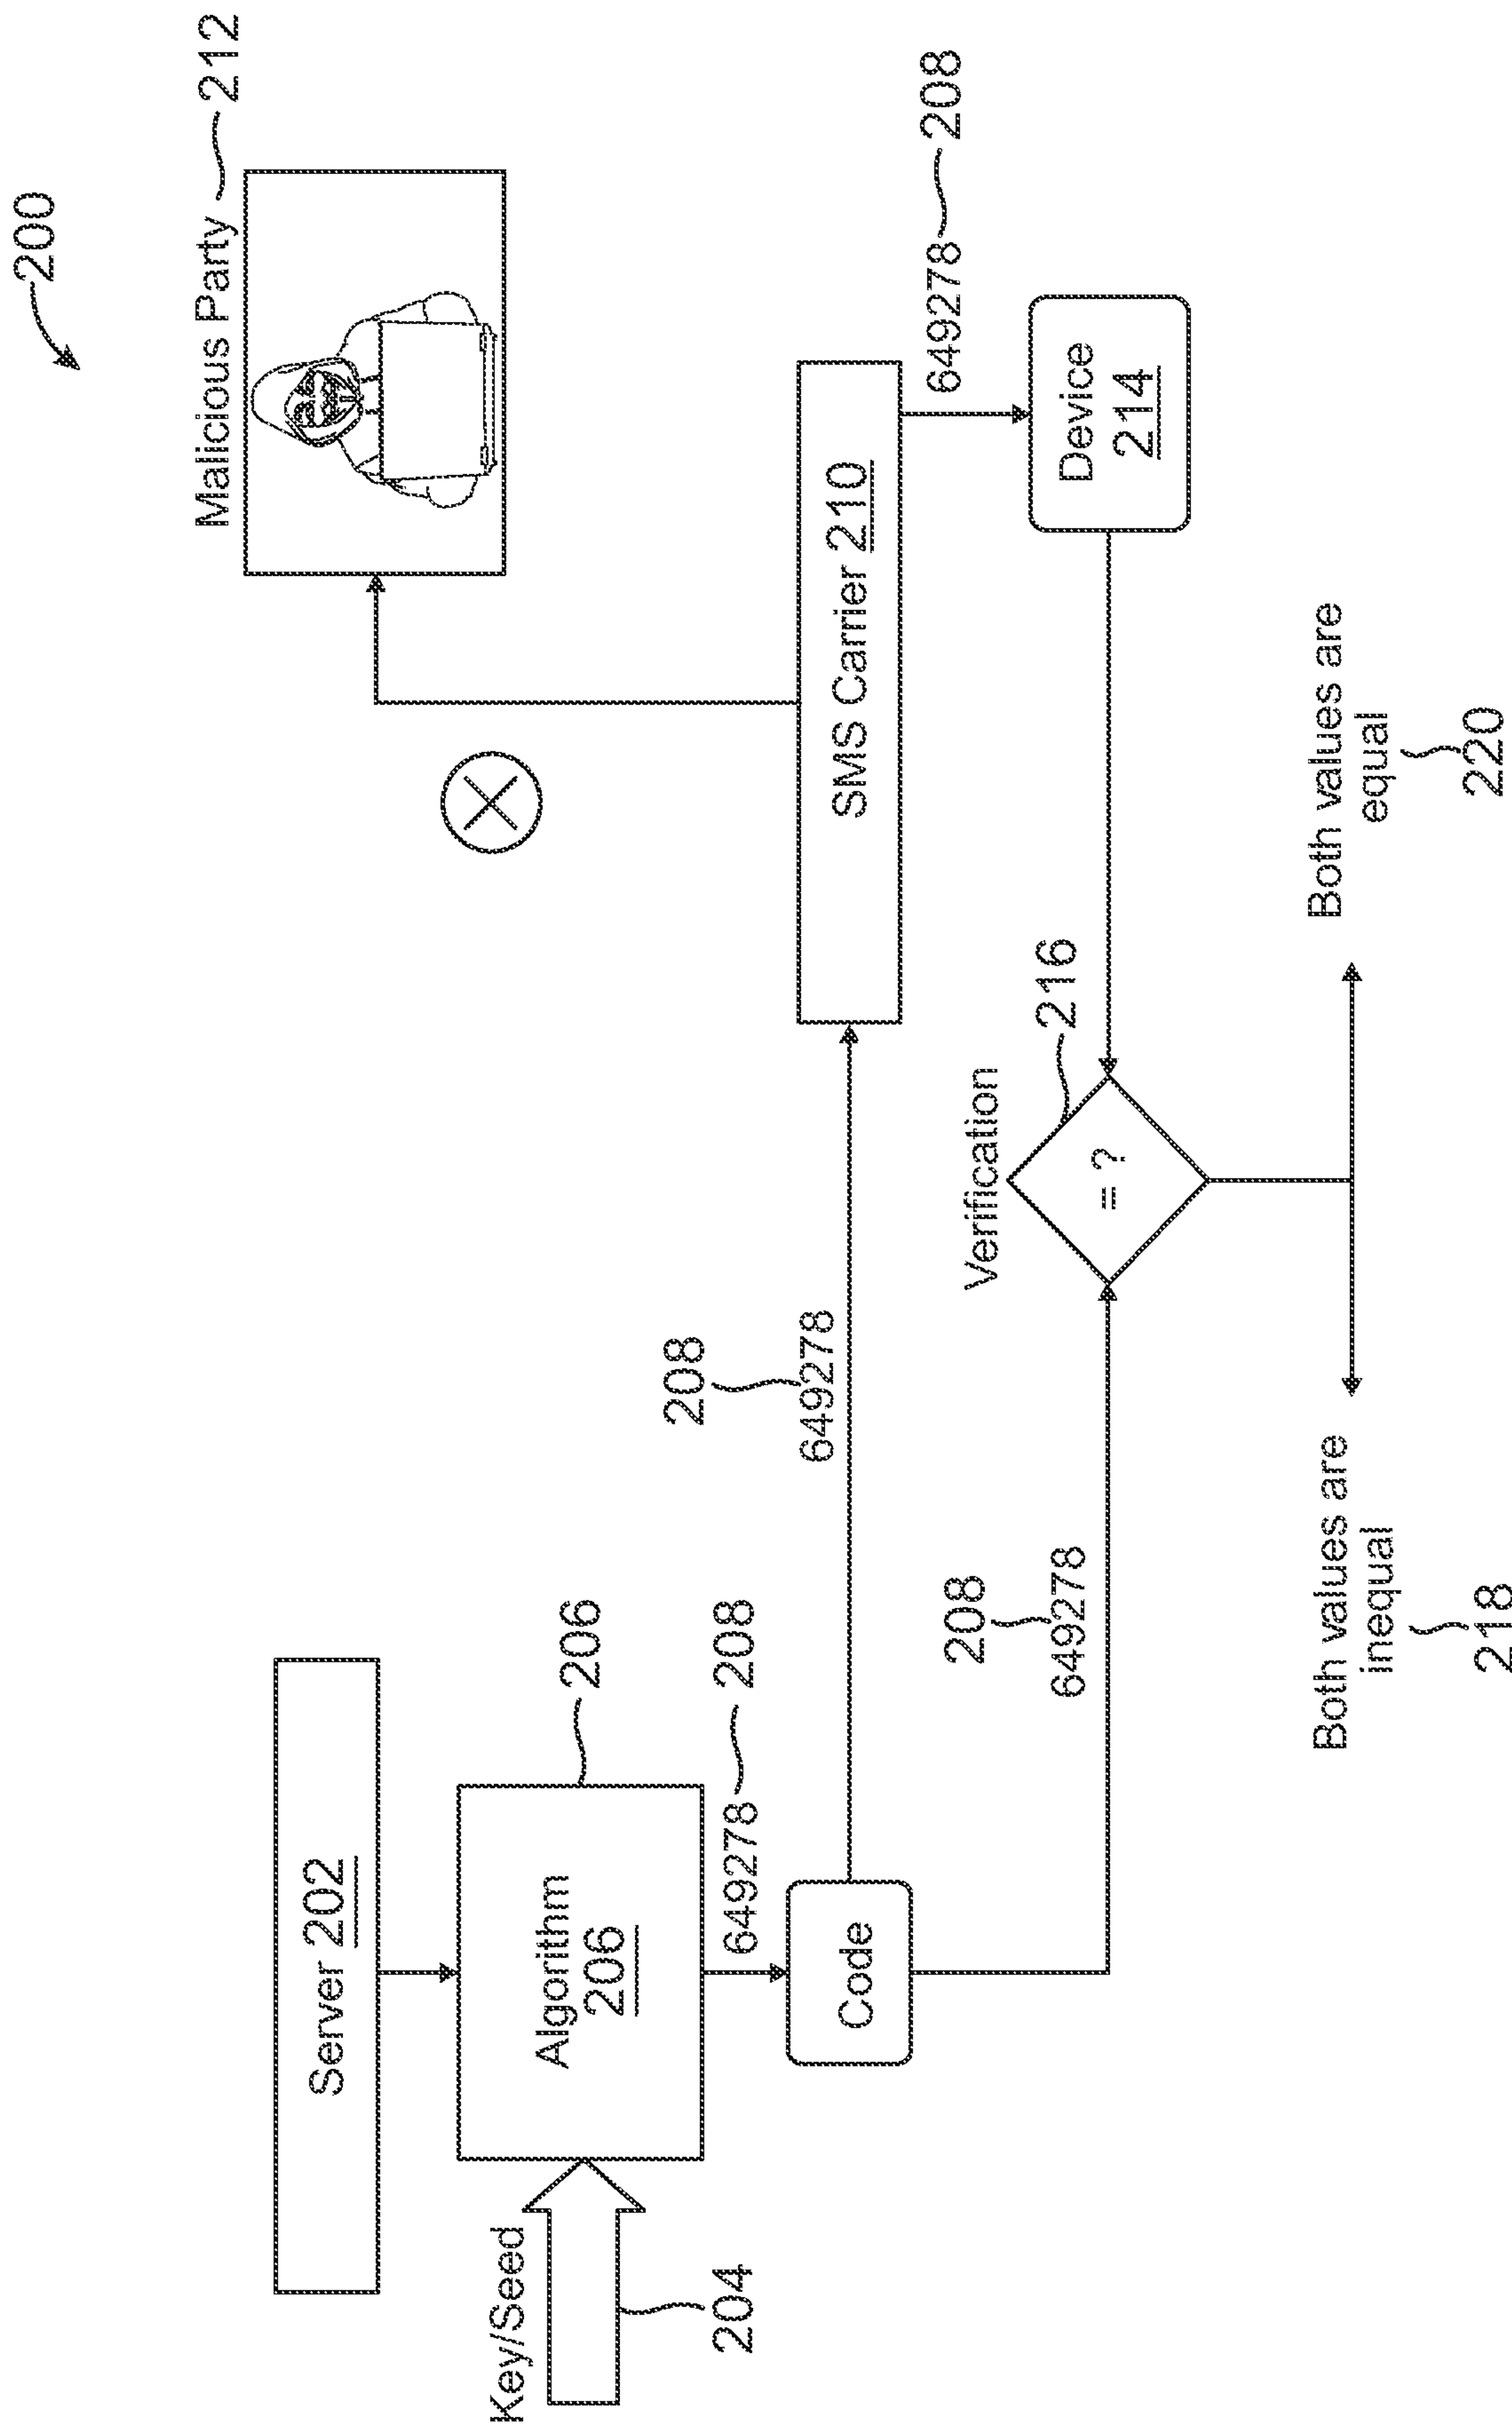 200
Malicious Party 212
Server 202
Key/Seed
204
Algorithm
206
206
649278 208
Code
208
649278
SMS Carrier 210
649278 208
Device
214
Verification
216
= ?
208
649278
Both values are
inequal
218
Both values are
equal
220